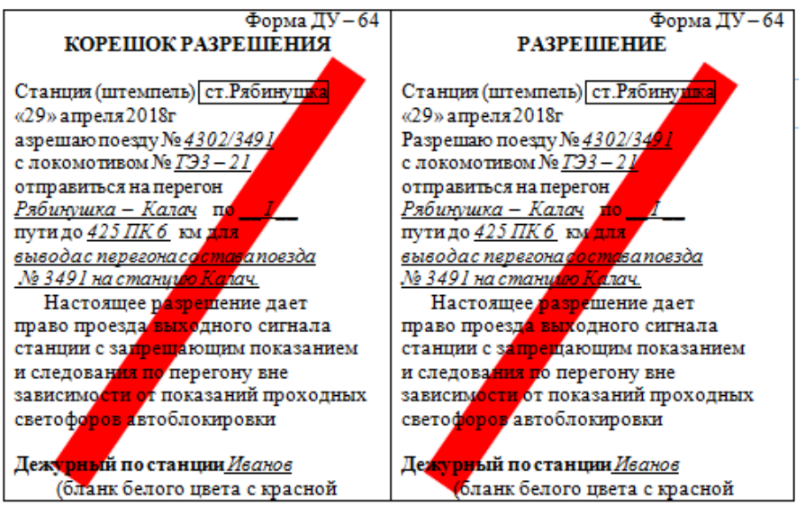 Форма ДУ – 64
КОРЕШОК РАЗРЕШЕНИЯ
Станция (штемпель) ст.Рябинушка
«29» апреля 2018г
азрешаю поезду № 4302/3491
с локомотивом № ТЭ3 – 21
отправиться на перегон
Рябинушка – Калач по __I__
пути до 425 ПК 6 км для
вывода с перегона состава поезда
№ 3491 на станцию Калач.
Настоящее разрешение дает
право проезда выходного сигнала
станции с запрещающим показанием
и следования по перегону вне
зависимости от показаний проходных
светофоров автоблокировки
Дежурный по станции Иванов
(бланк белого цвета с красной
Форма ДУ – 64
РАЗРЕШЕНИЕ
Станция (штемпель) ст.Рябинушка
«29» апреля 2018г
Разрешаю поезду № 4302/3491
с локомотивом № ТЭ3 – 21
отправиться на перегон
Рябинушка – Калач по __I__
пути до 425 ПК 6 км для
вывода с перегона состава поезда
№ 3491 на станцию Калач.
Настоящее разрешение дает
право проезда выходного сигнала
станции с запрещающим показанием
и следования по перегону вне
зависимости от показаний проходных
светофоров автоблокировки
Дежурный по станции Иванов
(бланк белого цвета с красной